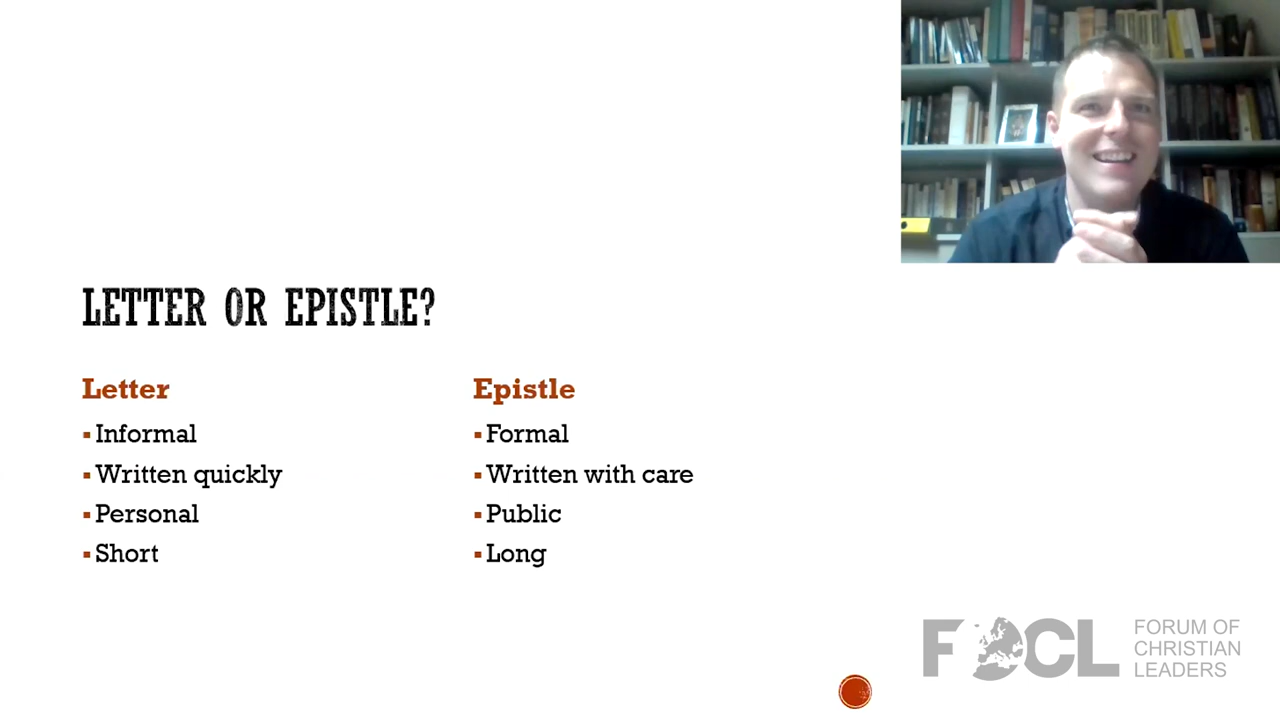 LETTER OR EPISTLE?
Letter
▪Informal
▪Written quickly
▪Personal
▪Short
Epistle
▪Formal
▪Written with care
▪Public
▪Long
FOCL
FORUM OF
CHRISTIAN
LEADERS